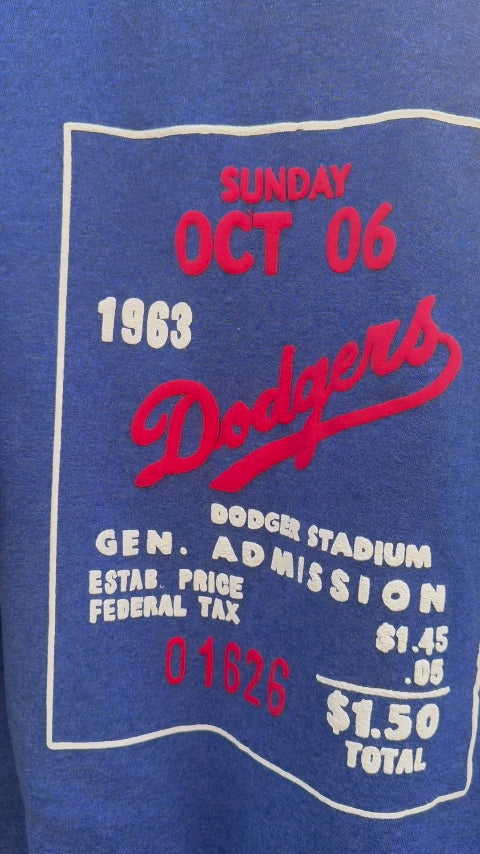 SUNDAY
OCT 06
1963
Dodgers
DODGER STADIUM
GEN. ADMISSION
ESTAB. PRICE
FEDERAL TAX
$1.45
.05
01626
$1.50
TOTAL